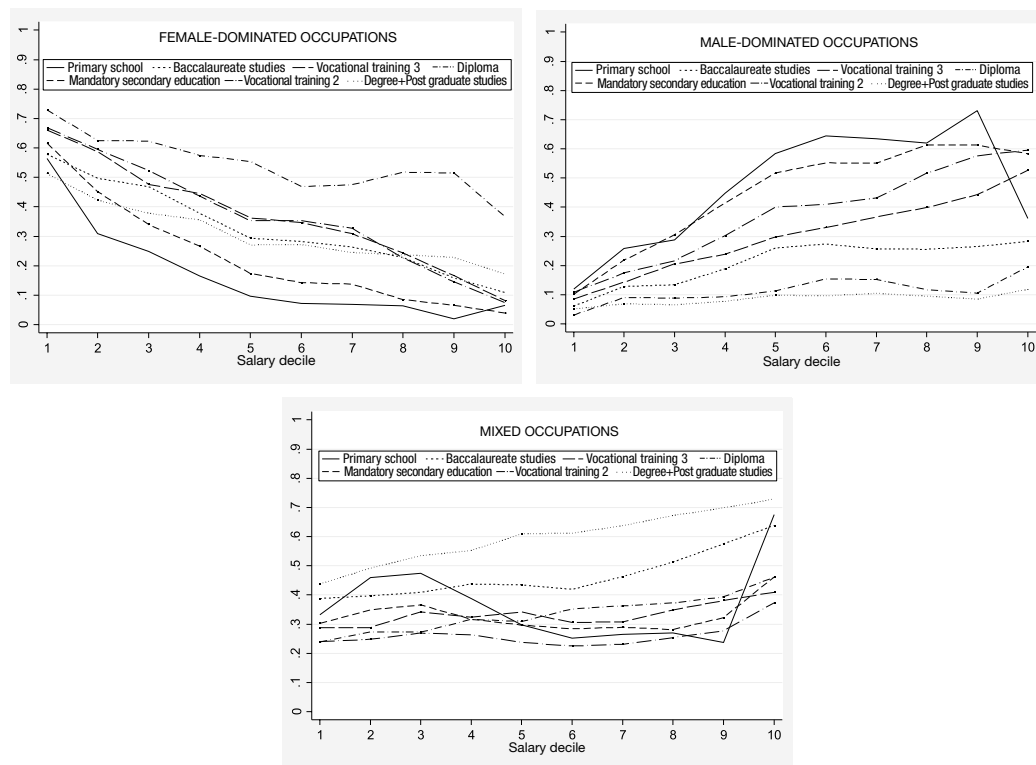 FEMALE-DOMINATED OCCUPATIONS
Primary school Baccalaureate studies Vocational training 3 Diploma
Mandatory secondary education Vocational training 2 Degree+Post graduate studies
1
.9
.8
.7
.6
.5
.4
.3
.2
.1
0
1 2 3 4 5 6 7 8 9 10
Salary decile
MALE-DOMINATED OCCUPATIONS
Primary school Baccalaureate studies Vocational training 3 Diploma
Mandatory secondary education Vocational training 2 Degree+Post graduate studies
1
.9
.8
.7
.6
.5
.4
.3
.2
.1
0
1 2 3 4 5 6 7 8 9 10
Salary decile
MIXED OCCUPATIONS
Primary school Baccalaureate studies Vocational training 3 Diploma
Mandatory secondary education Vocational training 2 Degree+Post graduate studies
1
.9
.8
.7
.6
.5
.4
.3
.2
.1
0
1 2 3 4 5 6 7 8 9 10
Salary decile